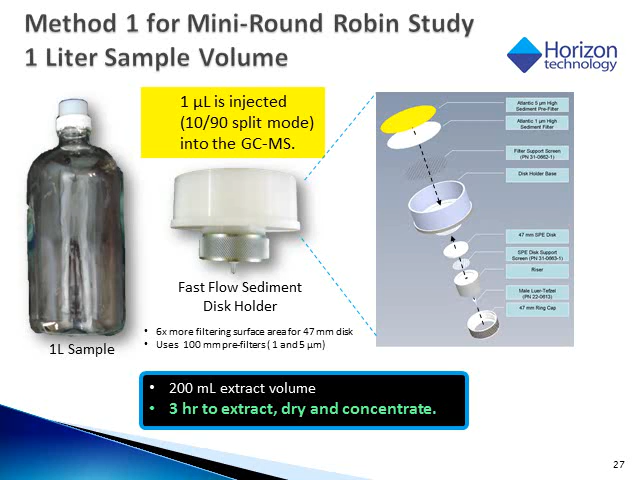 Method 1 for Mini-Round Robin Study
1 Liter Sample Volume
Horizon
technology
1 µL is injected
(10/90 split mode)
into the GC-MS.
Atlantic 5 µm High
Sediment Pre-Filter
Atlantic 1 µm High
Sediment Filter
Filter Support Screen
(PN 31-0662-1)
Disk Holder Base
47 mm SPE Disk
SPE Disk Support
Screen (PN 31-0663-1)
Riser
Male Luer-Tefzel
(PN 22-0613)
47 mm Ring Cap
Fast Flow Sediment
Disk Holder
• 6x more filtering surface area for 47 mm disk
• Uses 100 mm pre-filters ( 1 and 5 µm)
1L Sample
• 200 mL extract volume
• 3 hr to extract, dry and concentrate.
27